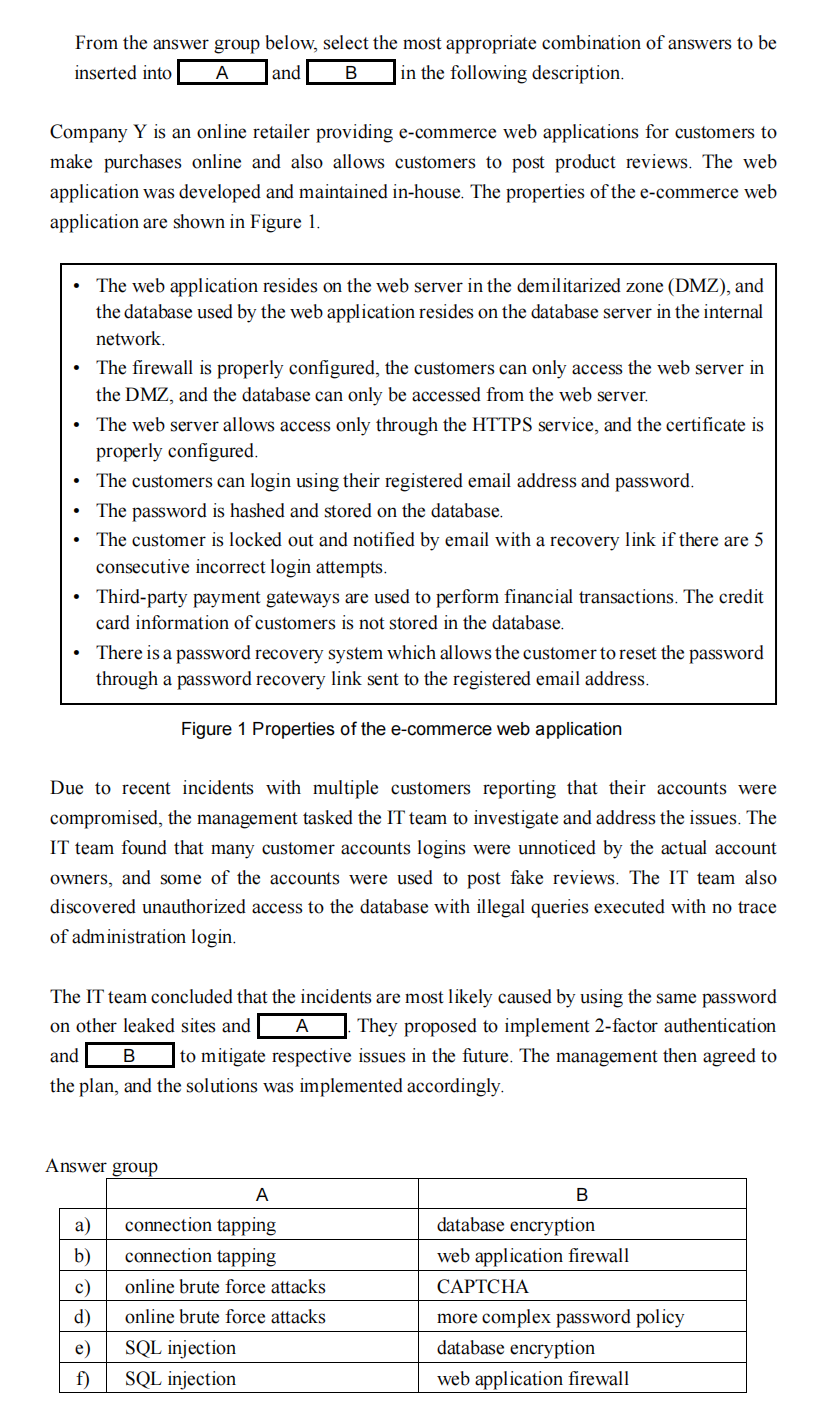 From the answer group below, select the most appropriate combination of answers to be
inserted into A and B in the following description.
Company Y is an online retailer providing e-commerce web applications for customers to
make purchases online and also allows customers to post product reviews. The web
application was developed and maintained in-house. The properties of the e-commerce web
application are shown in Figure 1.
• The web application resides on the web server in the demilitarized zone (DMZ), and
the database used by the web application resides on the database server in the internal
network.
• The firewall is properly configured, the customers can only access the web server in
the DMZ, and the database can only be accessed from the web server.
• The web server allows access only through the HTTPS service, and the certificate is
properly configured.
• The customers can login using their registered email address and password.
• The password is hashed and stored on the database.
• The customer is locked out and notified by email with a recovery link if there are 5
consecutive incorrect login attempts.
• Third-party payment gateways are used to perform financial transactions. The credit
card information of customers is not stored in the database.
• There is a password recovery system which allows the customer to reset the password
through a password recovery link sent to the registered email address.
Figure 1 Properties of the e-commerce web application
Due to recent incidents with multiple customers reporting that their accounts were
compromised, the management tasked the IT team to investigate and address the issues. The
IT team found that many customer accounts logins were unnoticed by the actual account
owners, and some of the accounts were used to post fake reviews. The IT team also
discovered unauthorized access to the database with illegal queries executed with no trace
of administration login.
The IT team concluded that the incidents are most likely caused by using the same password
on other leaked sites and A . They proposed to implement 2-factor authentication
and B to mitigate respective issues in the future. The management then agreed to
the plan, and the solutions was implemented accordingly.
Answer group
A B
a) connection tapping database encryption
b) connection tapping web application firewall
c) online brute force attacks CAPTCHA
d) online brute force attacks more complex password policy
e) SQL injection database encryption
f) SQL injection web application firewall